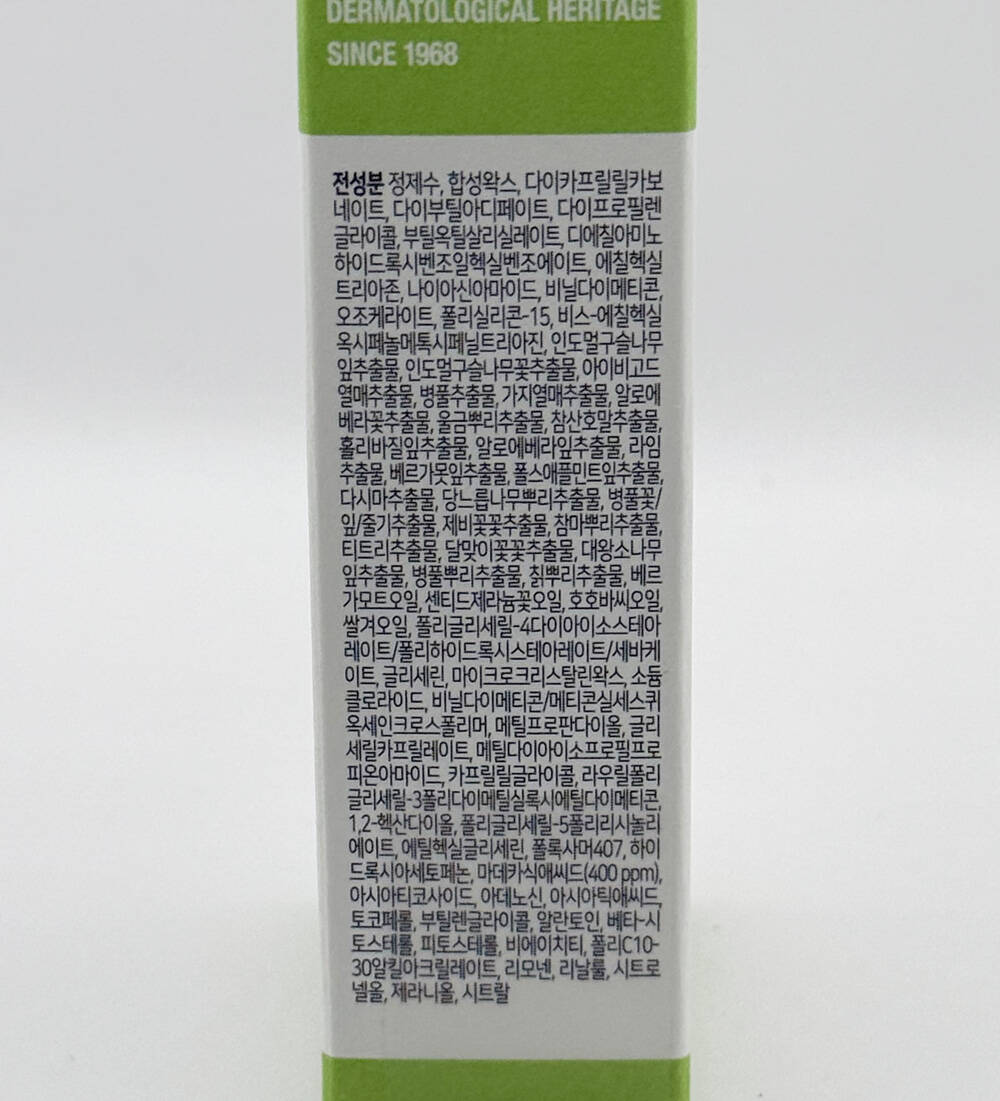 DERMATOLOGICAL HERITAGE
SINCE 1968
전성분 정제수, 합성왁스, 다이카프릴릴카보
네이트, 다이부틸아디페이트, 다이프로필렌
글라이콜, 부틸옥틸살리실레이트, 디에칠아미노
하이드록시벤조일헥실벤조에이트, 에칠헥실
트리아존, 나이아신아마이드, 비닐다이메티콘,
오조케라이트, 폴리실리콘-15, 비스-에칠헥실
옥시페놀메톡시페닐트리아진, 인도멀구슬나무
잎추출물, 인도멀구슬나무꽃추출물, 아이비고드
열매추출물, 병풀추출물, 가지열매추출물, 알로에
베라꽃추출물, 울금뿌리추출물, 참산호말추출물,
홀리바질잎추출물, 알로에베라잎추출물, 라임
추출물, 베르가못잎추출물, 폴스애플민트잎추출물,
다시마추출물, 당느릅나무뿌리추출물, 병풀꽃/
잎/줄기추출물, 제비꽃꽃추출물, 참마뿌리추출물,
티트리추출물, 달맞이꽃꽃추출물, 대왕소나무
잎추출물, 병풀뿌리추출물, 칡뿌리추출물, 베르
가모트오일, 센티드제라늄꽃오일, 호호바씨오일,
쌀겨오일, 폴리글리세릴-4다이아이소스테아
레이트/폴리하이드록시스테아레이트/세바케
이트, 글리세린, 마이크로크리스탈린왁스, 소듐
클로라이드, 비닐다이메티콘/메티콘실세스퀴
옥세인크로스폴리머, 메틸프로판다이올, 글리
세릴카프릴레이트, 메틸다이아이소프로필프로
피온아마이드, 카프릴릴글라이콜, 라우릴폴리
글리세릴-3폴리다이메틸실록시에틸다이메티콘,
1,2-헥산다이올, 폴리글리세릴-5폴리리시놀리
에이트, 에틸헥실글리세린, 폴록사머407, 하이
드록시아세토페논, 마데카식애씨드(400 ppm),
아시아티코사이드, 아데노신, 아시아틱애씨드,
토코페롤, 부틸렌글라이콜, 알란토인, 베타-시
토스테롤, 피토스테롤, 비에이치티, 폴리C10-
30알킬아크릴레이트, 리모넨, 리날룰, 시트로
넬올, 제라니올, 시트랄